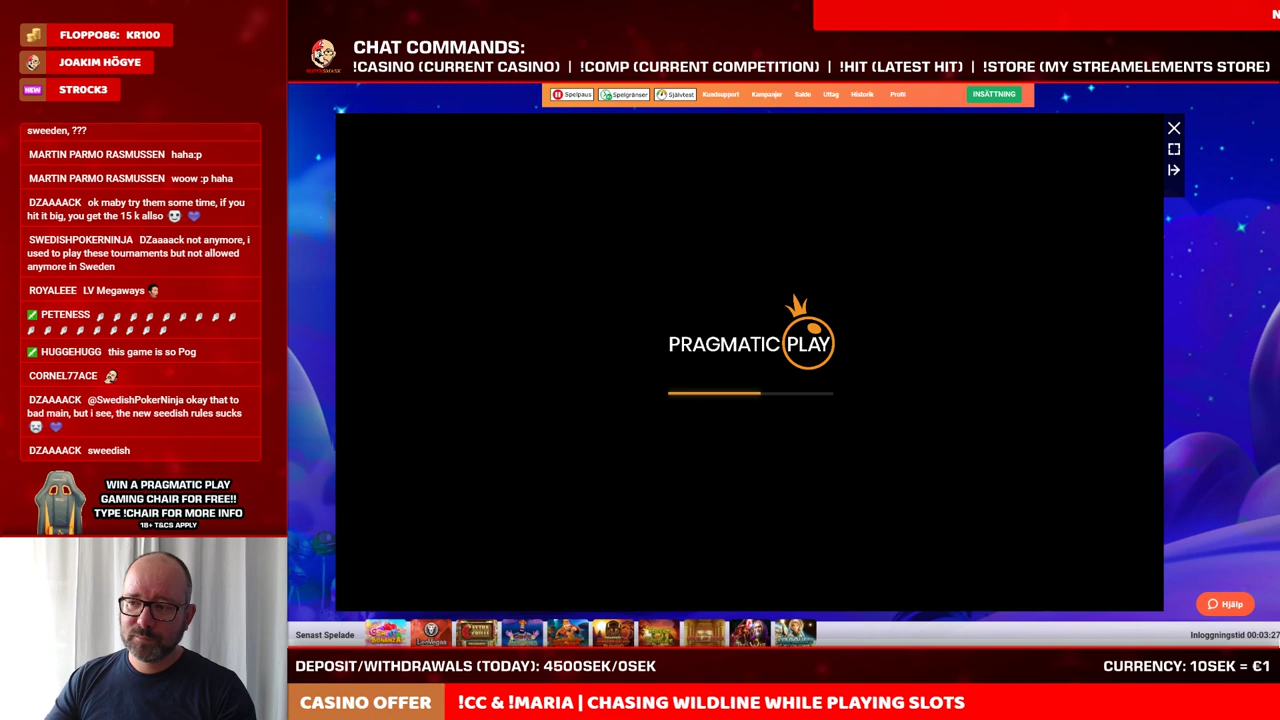 FLOPPO86: KR100
JOAKIM HÖGYE
NEW STR0CK3
sweeden, ???
MARTIN PARMO RASMUSSEN haha:p
MARTIN PARMO RASMUSSEN woow :p haha
DZAAAACK ok maby try them some time, if you
hit it big, you get the 15 k allso
SWEDISHPOKERNINJA DZaaaack not anymore, i
used to play these tournaments but not allowed
anymore in Sweden
ROYALEEE LV Megaways
PETENESS
HUGGEHUGG this game is so Pog
CORNEL77ACE
DZAAAACK @SwedishPokerNinja okay that to
bad main, but i see, the new seedish rules sucks
DZAAAACK sweedish
WIN A PRAGMATIC PLAY
GAMING CHAIR FOR FREE!!
TYPE !CHAIR FOR MORE INFO
18+ T&CS APPLY
CHAT COMMANDS:
!CASINO (CURRENT CASINO) | !COMP (CURRENT COMPETITION) | !HIT (LATEST HIT) | !STORE (MY STREAMELEMENTS STORE)
Spelpaus Spelgränser Självtest Kundsupport Kampanjer Saldo Uttag Historik Profil INSÄTTNING
PRAGMATIC PLAY
Hjälp
Senast Spelade
Inloggningstid 00:03:27
DEPOSIT/WITHDRAWALS (TODAY): 4500SEK/0SEK
CURRENCY: 10SEK = €1
CASINO OFFER
!CC & !MARIA | CHASING WILDLINE WHILE PLAYING SLOTS